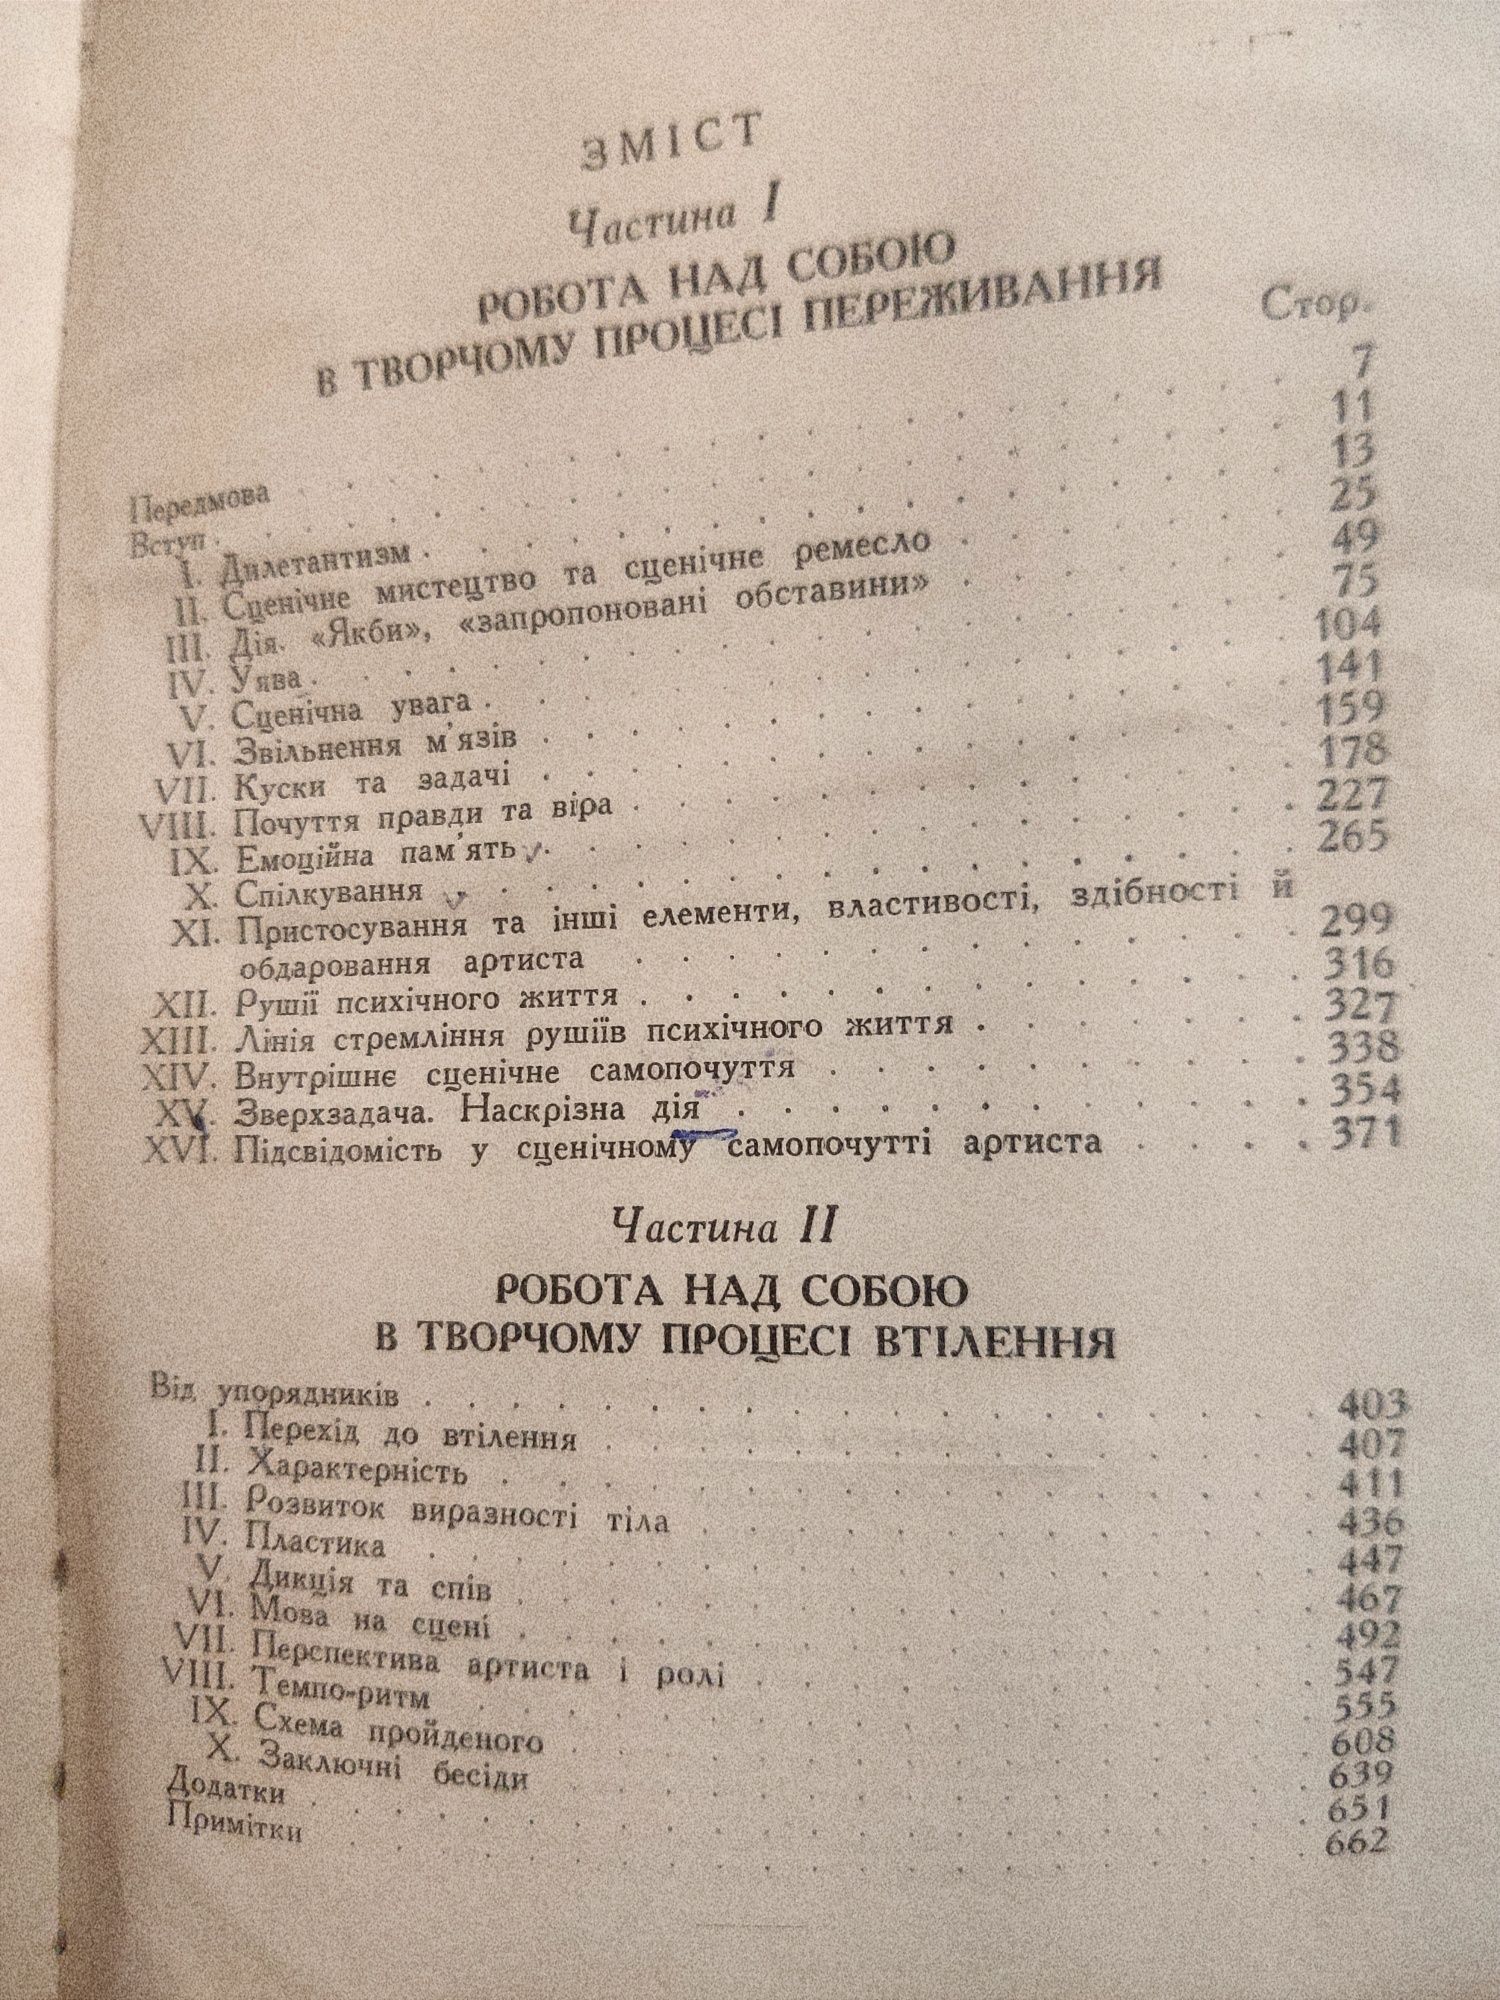 ЗМІСТ
Частина I
РОБОТА НАД СОБОЮ
В ТВОРЧОМУ ПРОЦЕСІ ПЕРЕЖИВАННЯ
Стор.
Передмова . . . 7
Вступ . . . 11
I. Дилетантизм . . . 13
II. Сценічне мистецтво та сценічне ремесло . . . 25
III. Дія. «Якби», «запропоновані обставини» . . . 49
IV. Уява . . . 75
V. Сценічна увага . . . 104
VI. Звільнення м'язів . . . 141
VII. Куски та задачі . . . 159
VIII. Почуття правди та віра . . . 178
IX. Емоційна пам'ять . . . 227
X. Спілкування . . . 265
XI. Пристосування та інші елементи, властивості, здібності й
обдаровання артиста . . . 299
XII. Рушії психічного життя . . . 316
XIII. Лінія стремління рушіїв психічного життя . . . 327
XIV. Внутрішнє сценічне самопочуття . . . 338
XV. Зверхзадача. Наскрізна дія . . . 354
XVI. Підсвідомість у сценічному самопочутті артиста . . . 371
Частина II
РОБОТА НАД СОБОЮ
В ТВОРЧОМУ ПРОЦЕСІ ВТІЛЕННЯ
Від упорядників . . . 403
I. Перехід до втілення . . . 407
II. Характерність . . . 411
III. Розвиток виразності тіла . . . 436
IV. Пластика . . . 447
V. Дикція та спів . . . 467
VI. Мова на сцені . . . 492
VII. Перспектива артиста і ролі . . . 547
VIII. Темпо-ритм . . . 555
IX. Схема пройденого . . . 608
X. Заключні бесіди . . . 639
Додатки . . . 651
Примітки . . . 662